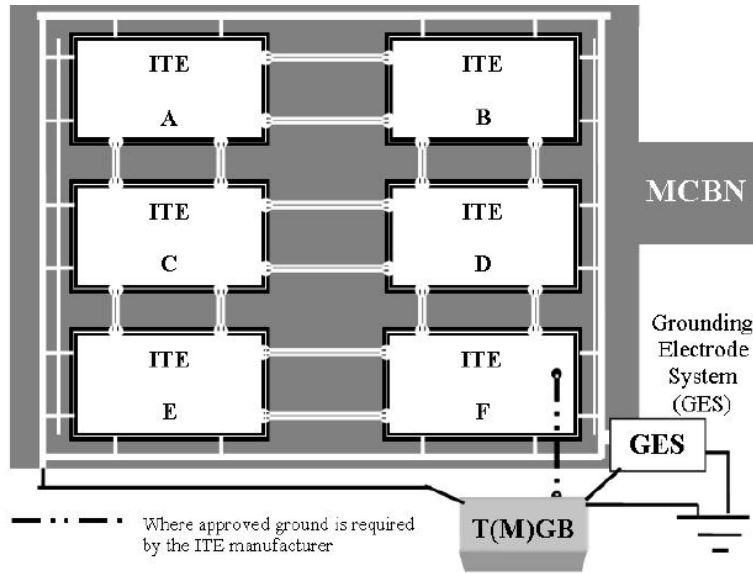 ITE
A
ITE
B
ITE
C
ITE
D
ITE
E
ITE
F
MCBN
Grounding
Electrode
System
(GES)
GES
T(M)GB
Where approved ground is required
by the ITE manufacturer